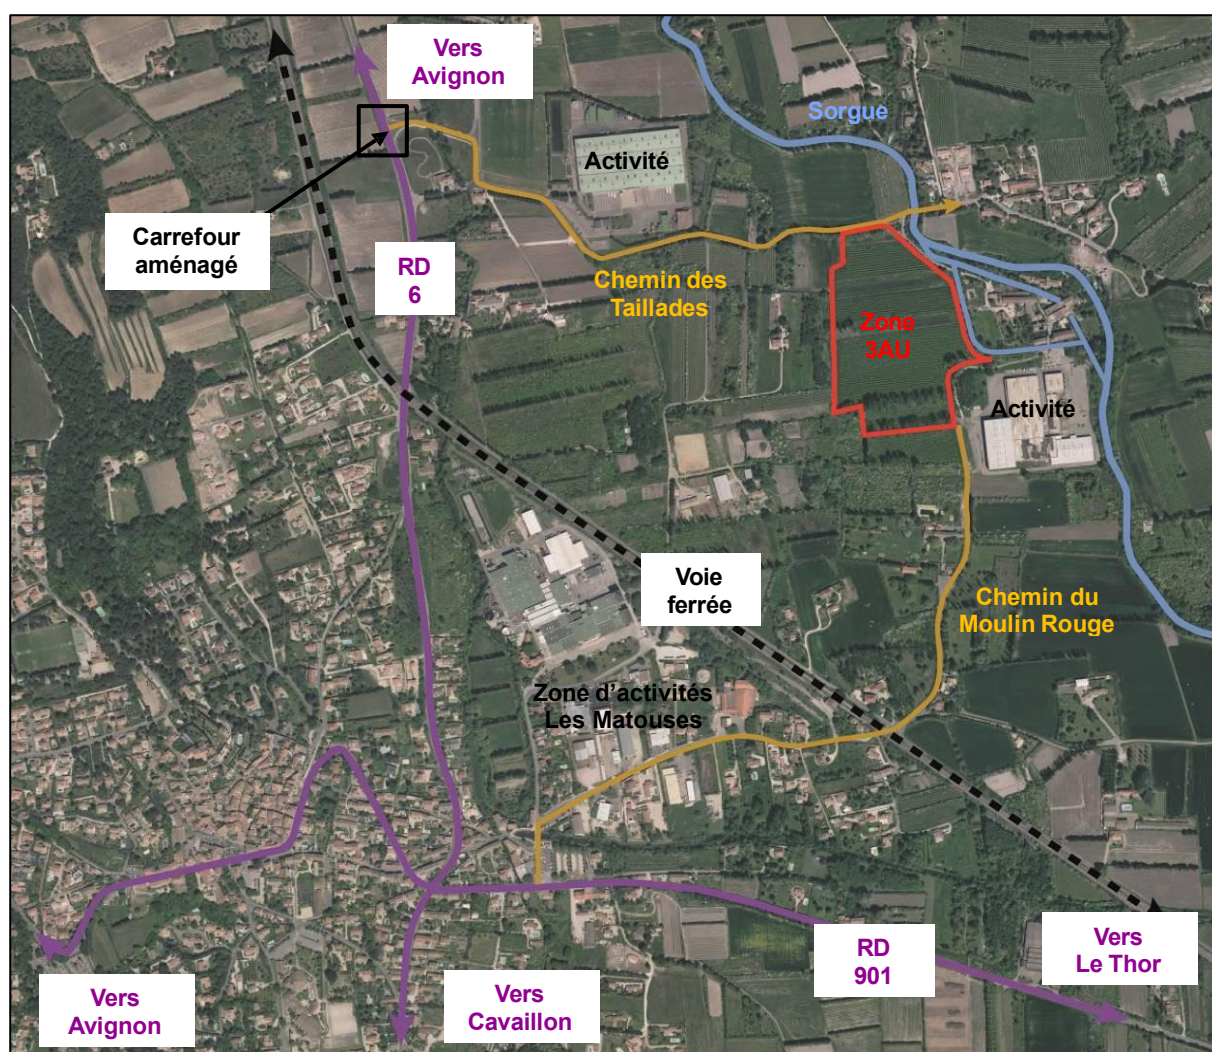 Vers
Avignon
Sorgue
Activité
Carrefour
aménagé
RD
6
Chemin des
Taillades
Zone
3AU
Activité
Voie
ferrée
Chemin du
Moulin Rouge
Zone d'activités
Les Matouses
RD
901
Vers
Le Thor
Vers
Avignon
Vers
Cavaillon